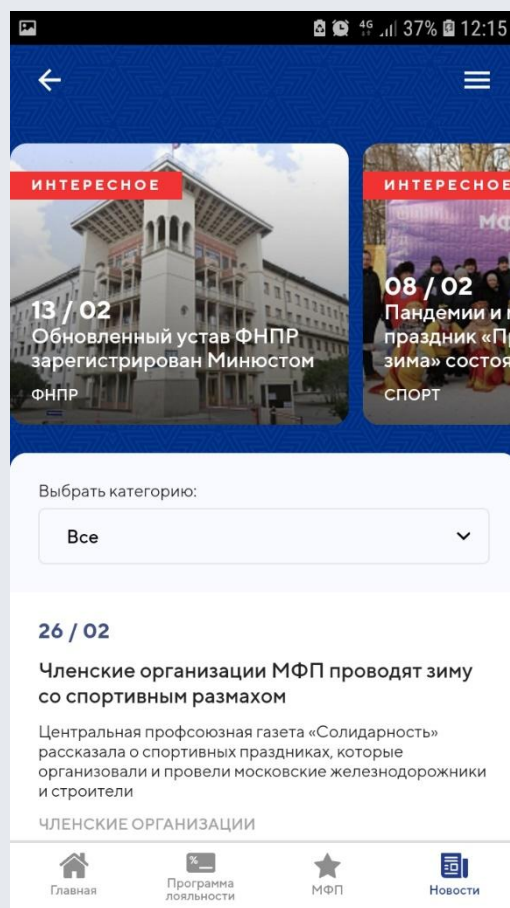 4G 37% 12:15
ИНТЕРЕСНОЕ
13 / 02
Обновленный устав ФНПР
зарегистрирован Минюстом
ФНПР
ИНТЕРЕСНОЕ
08 / 02
Пандемии и
праздник
зима» состоя
СПОРТ
Выбрать категорию:
Все
26 / 02
Членские организации МФП проводят зиму
со спортивным размахом
Центральная профсоюзная газета «Солидарность»
рассказала о спортивных праздниках, которые
организовали и провели московские железнодорожники
и строители
ЧЛЕНСКИЕ ОРГАНИЗАЦИИ
Главная
Программа
лояльности
МФП
Новости